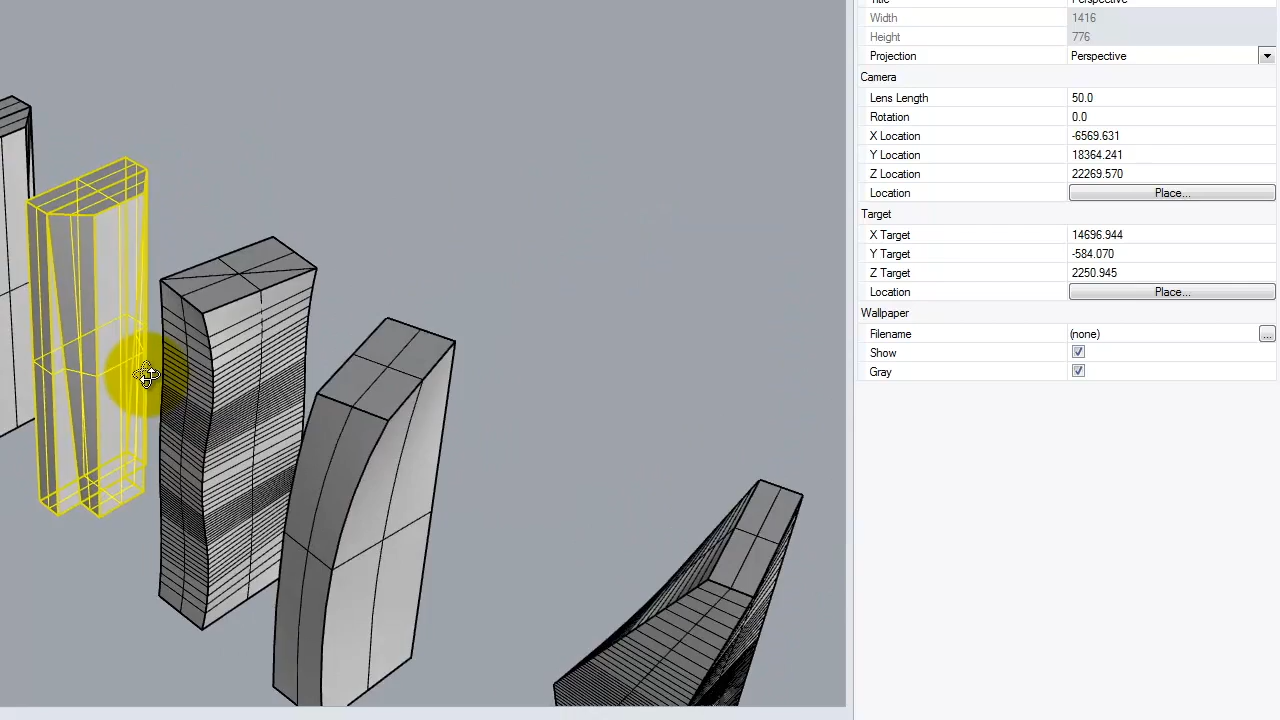 Title Perspective
Width 1416
Height 776
Projection Perspective
Camera
Lens Length 50.0
Rotation 0.0
X Location -6569.631
Y Location 18364.241
Z Location 22269.570
Location Place...
Target
X Target 14696.944
Y Target -584.070
Z Target 2250.945
Location Place...
Wallpaper
Filename (none) ...
Show
Gray